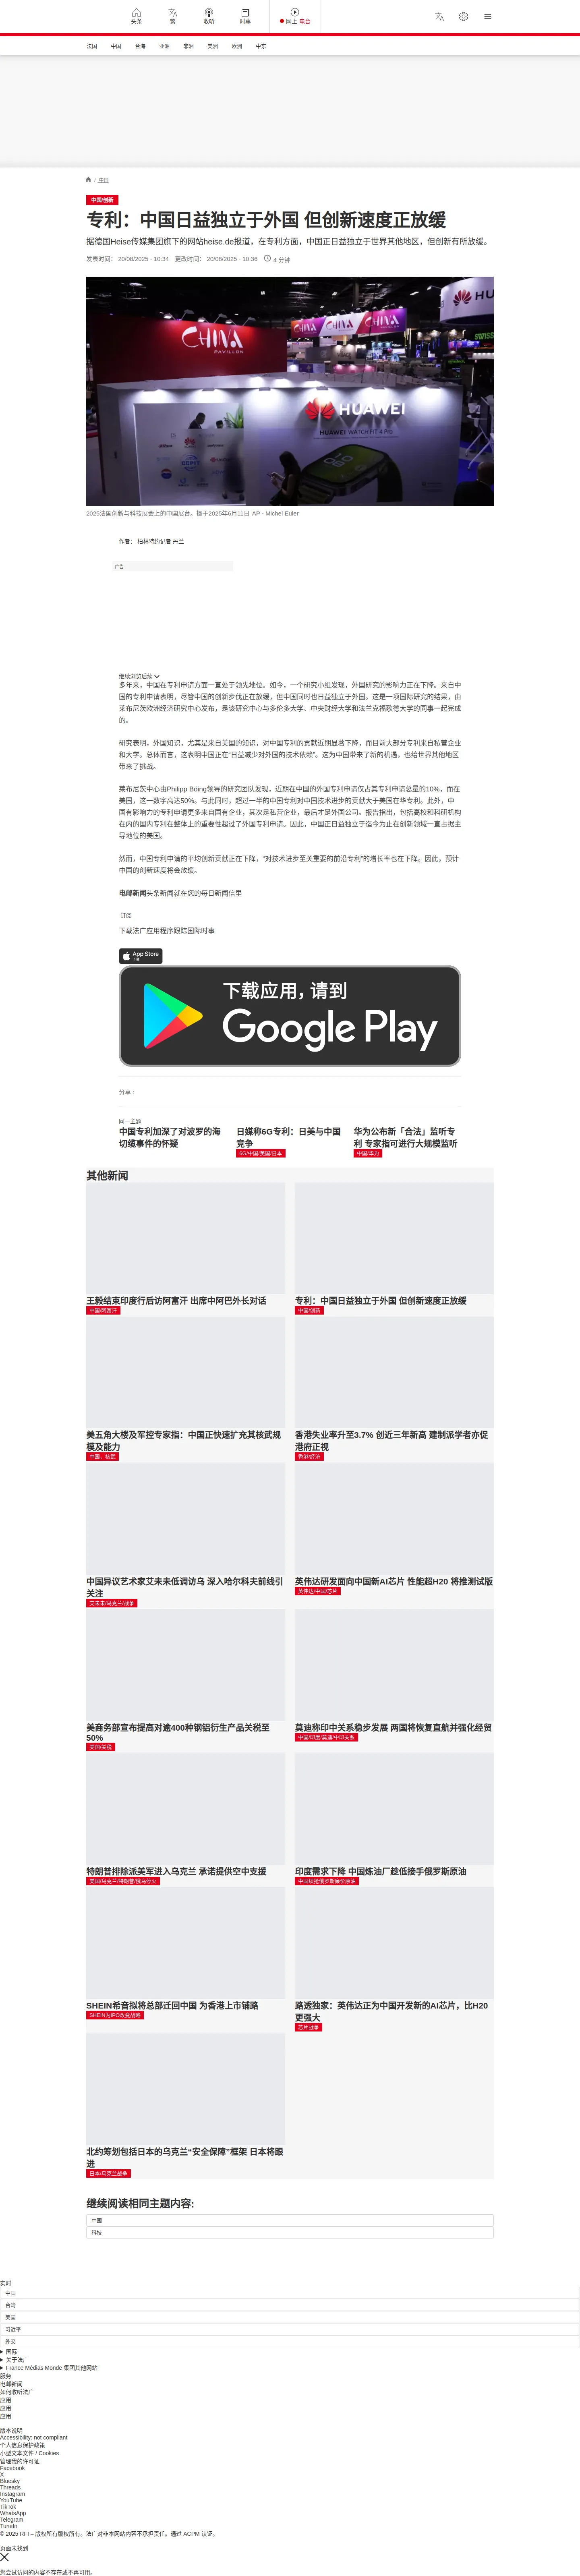 头条
繁
收听
时事
网上 电台
法国
中国
台海
亚洲
非洲
美洲
欧洲
中东
/ 中国
中国/创新
专利：中国日益独立于外国 但创新速度正放缓
据德国Heise传媒集团旗下的网站heise.de报道，在专利方面，中国正日益独立于世界其他地区，但创新有所放缓。
发表时间： 20/08/2025 - 10:34 更改时间： 20/08/2025 - 10:36 4 分钟
CHINA
PAVILLION
HUAWEI
HUAWEI WATCH FIT 4 PRO
SWISS
2025法国创新与科技展会上的中国展台。摄于2025年6月11日 AP - Michel Euler
作者： 柏林特约记者 丹兰
广告
继续浏览后续
多年来，中国在专利申请方面一直处于领先地位。如今，一个研究小组发现，外国研究的影响力正在下降。来自中
国的专利申请表明，尽管中国的创新步伐正在放缓，但中国同时也日益独立于外国。这是一项国际研究的结果，由
莱布尼茨欧洲经济研究中心发布，是该研究中心与多伦多大学、中央财经大学和法兰克福歌德大学的同事一起完成
的。
研究表明，外国知识，尤其是来自美国的知识，对中国专利的贡献近期显著下降，而目前大部分专利来自私营企业
和大学。总体而言，这表明中国正在“日益减少对外国的技术依赖”。这为中国带来了新的机遇，也给世界其他地区
带来了挑战。
莱布尼茨中心由Philipp Böing领导的研究团队发现，近期在中国的外国专利申请仅占其专利申请总量的10%，而在
美国，这一数字高达50%。与此同时，超过一半的中国专利对中国技术进步的贡献大于美国在华专利。此外，中
国有影响力的专利申请更多来自国有企业，其次是私营企业，最后才是外国公司。报告指出，包括高校和科研机构
在内的国内专利在整体上的重要性超过了外国专利申请。因此，中国正日益独立于迄今为止在创新领域一直占据主
导地位的美国。
然而，中国专利申请的平均创新贡献正在下降，“对技术进步至关重要的前沿专利”的增长率也在下降。因此，预计
中国的创新速度将会放缓。
电邮新闻头条新闻就在您的每日新闻信里
订阅
下载法广应用程序跟踪国际时事
App Store
下载
下载应用，请到
Google Play
分享 :
同一主题
中国专利加深了对波罗的海
切缆事件的怀疑
日媒称6G专利：日美与中国
竞争
6G/中国/美国/日本
华为公布新「合法」监听专
利 专家指可进行大规模监听
中国/华为
其他新闻
王毅结束印度行后访阿富汗 出席中阿巴外长对话
中国/阿富汗
专利：中国日益独立于外国 但创新速度正放缓
中国/创新
美五角大楼及军控专家指：中国正快速扩充其核武规
模及能力
中国，核武
香港失业率升至3.7% 创近三年新高 建制派学者亦促
港府正视
香港/经济
中国异议艺术家艾未未低调访乌 深入哈尔科夫前线引
关注
艾未未/乌克兰/战争
英伟达研发面向中国新AI芯片 性能超H20 将推测试版
英伟达/中国/芯片
美商务部宣布提高对逾400种钢铝衍生产品关税至
50%
美国/关税
莫迪称印中关系稳步发展 两国将恢复直航并强化经贸
中国/印度/莫迪/中印关系
特朗普排除派美军进入乌克兰 承诺提供空中支援
美国/乌克兰/特朗普/俄乌停火
印度需求下降 中国炼油厂趁低接手俄罗斯原油
中国续抢俄罗斯廉价原油
SHEIN希音拟将总部迁回中国 为香港上市铺路
SHEIN为IPO改变战略
路透独家：英伟达正为中国开发新的AI芯片，比H20
更强大
芯片战争
北约筹划包括日本的乌克兰“安全保障”框架 日本将跟
进
日本/乌克兰战争
继续阅读相同主题内容:
中国
科技
实时
中国
台湾
美国
习近平
外交
国际
关于法广
France Médias Monde 集团其他网站
服务
电邮新闻
如何收听法广
应用
应用
应用
版本说明
Accessibility: not compliant
个人信息保护政策
小型文本文件 / Cookies
管理我的许可证
Facebook
X
Bluesky
Threads
Instagram
YouTube
TikTok
WhatsApp
Telegram
TuneIn
© 2025 RFI – 版权所有版权所有。法广对非本网站内容不承担责任。通过 ACPM 认证。
页面未找到
您尝试访问的内容不存在或不再可用。